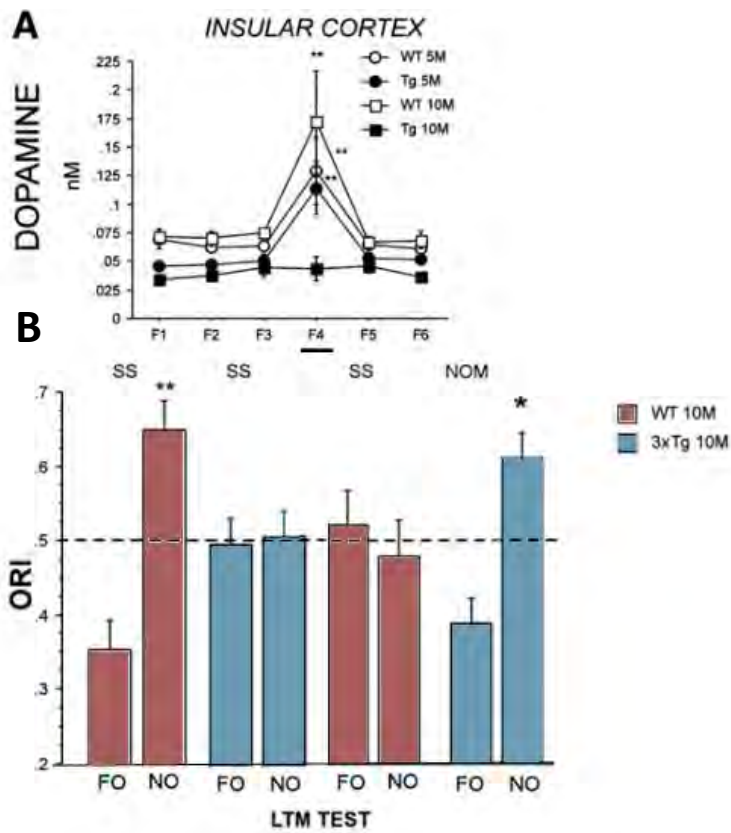 A
INSULAR CORTEX
DOPAMINE
nM
.225
.2
.175
.15
.125
.1
.075
.05
.025
0
**
**
**
WT 5M
Tg 5M
WT 10M
Tg 10M
F1 F2 F3 F4 F5 F6
B
SS SS SS NOM
** *
WT 10M
3xTg 10M
ORI
.7
.6
.5
.4
.3
.2
FO NO FO NO FO NO FO NO
LTM TEST